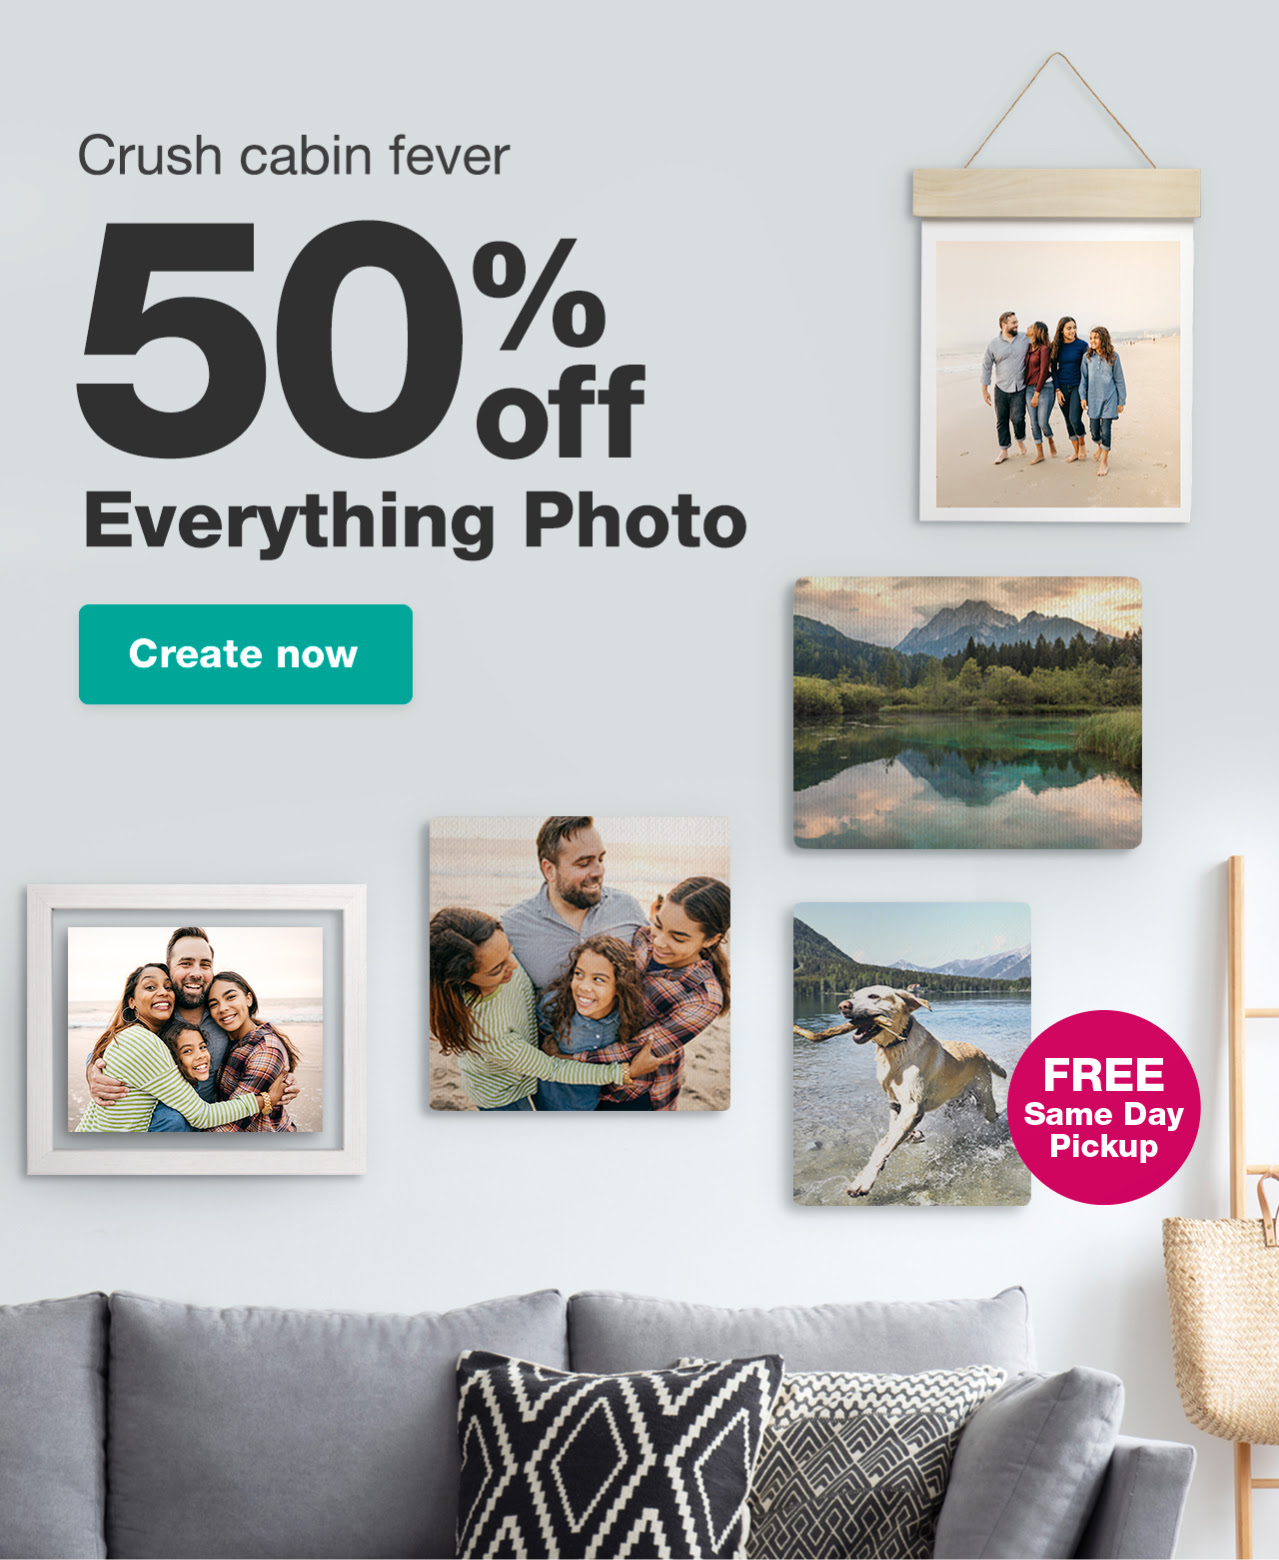 Crush cabin fever
50%
off
Everything Photo
Create now
FREE
Same Day
Pickup